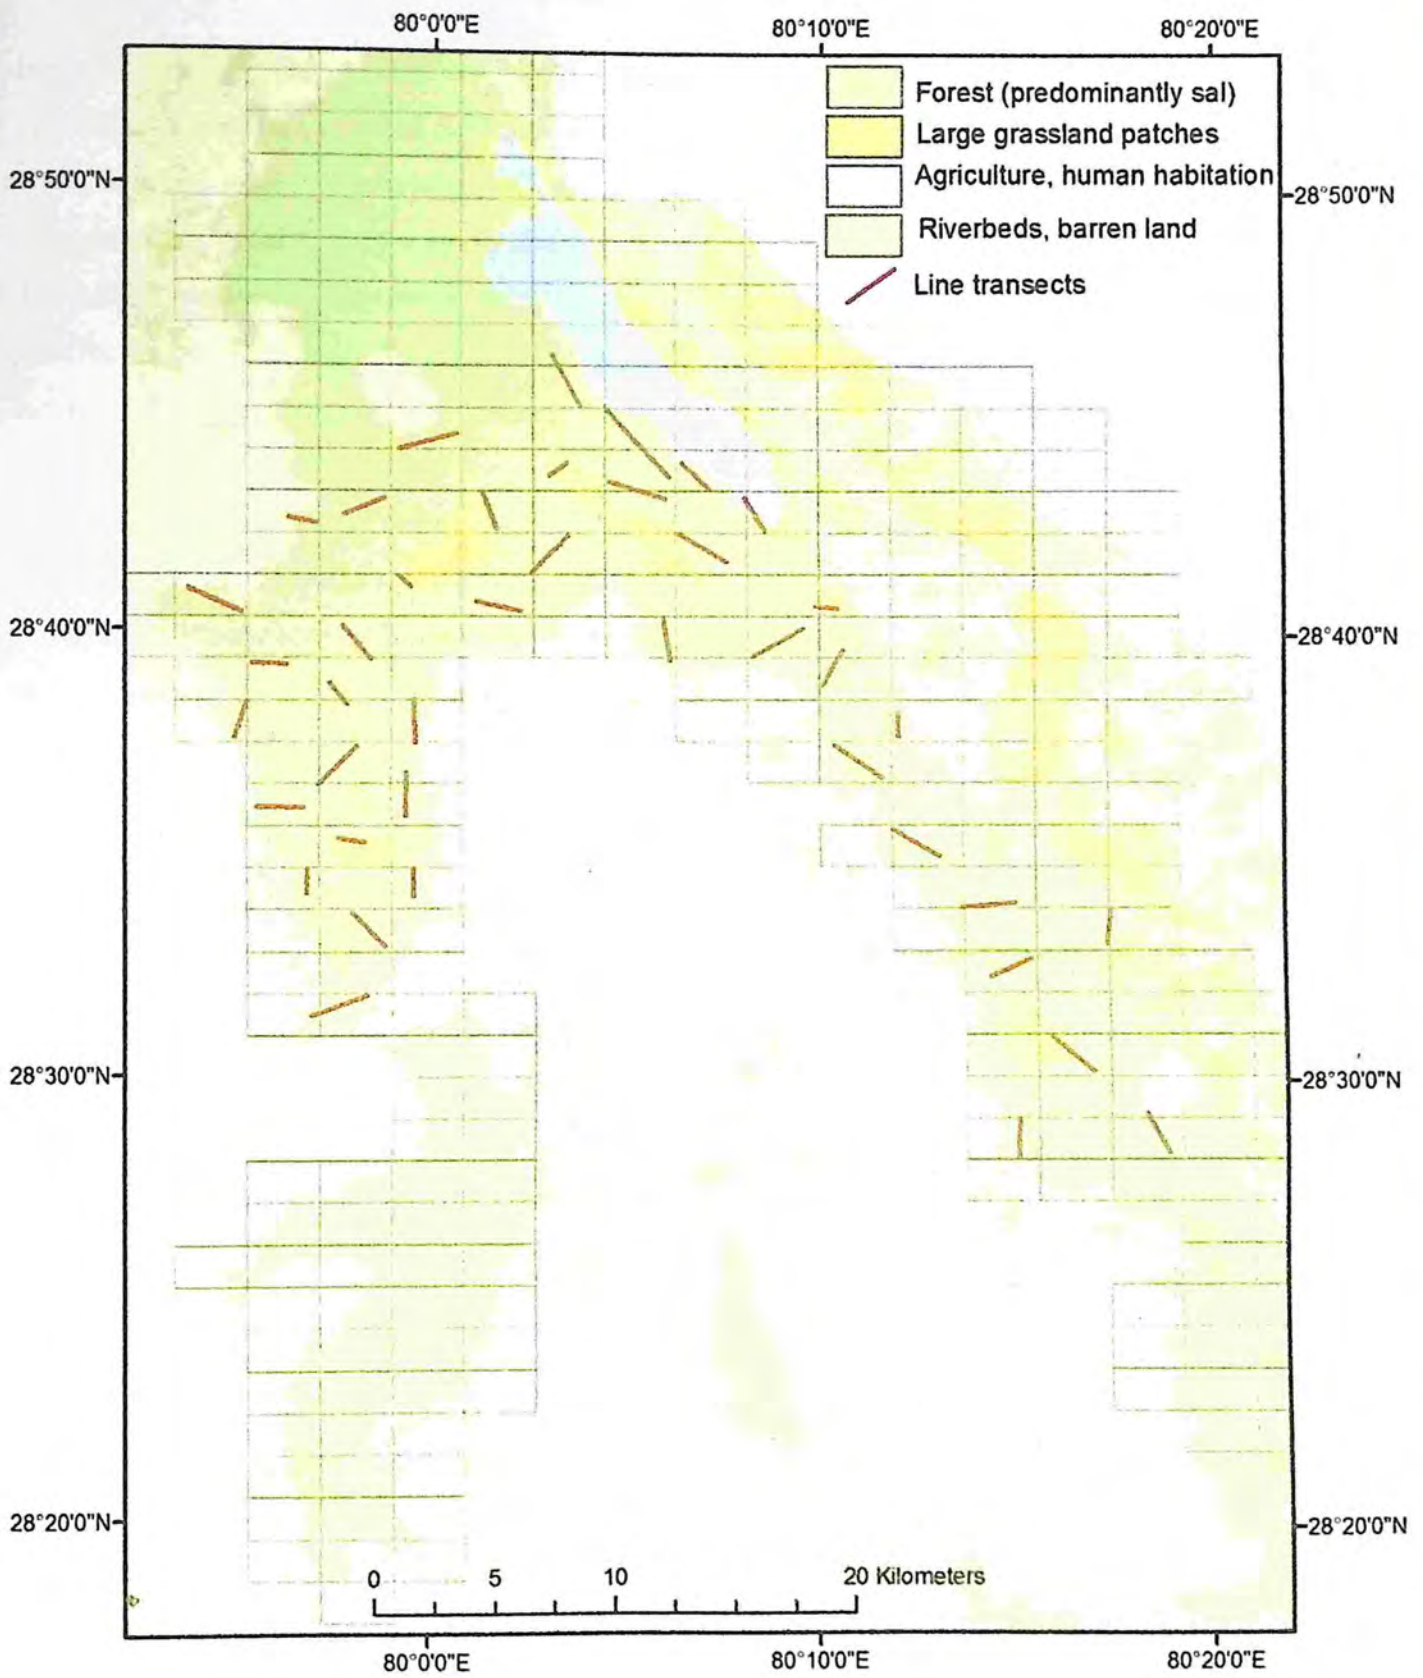 80°0'0"E 80°10'0"E 80°20'0"E
Forest (predominantly sal)
Large grassland patches
28°50'0"N Agriculture, human habitation 28°50'0"N
Riverbeds, barren land
Line transects
28°40'0"N 28°40'0"N
28°30'0"N 28°30'0"N
28°20'0"N 28°20'0"N
0 5 10 20 Kilometers
80°0'0"E 80°10'0"E 80°20'0"E